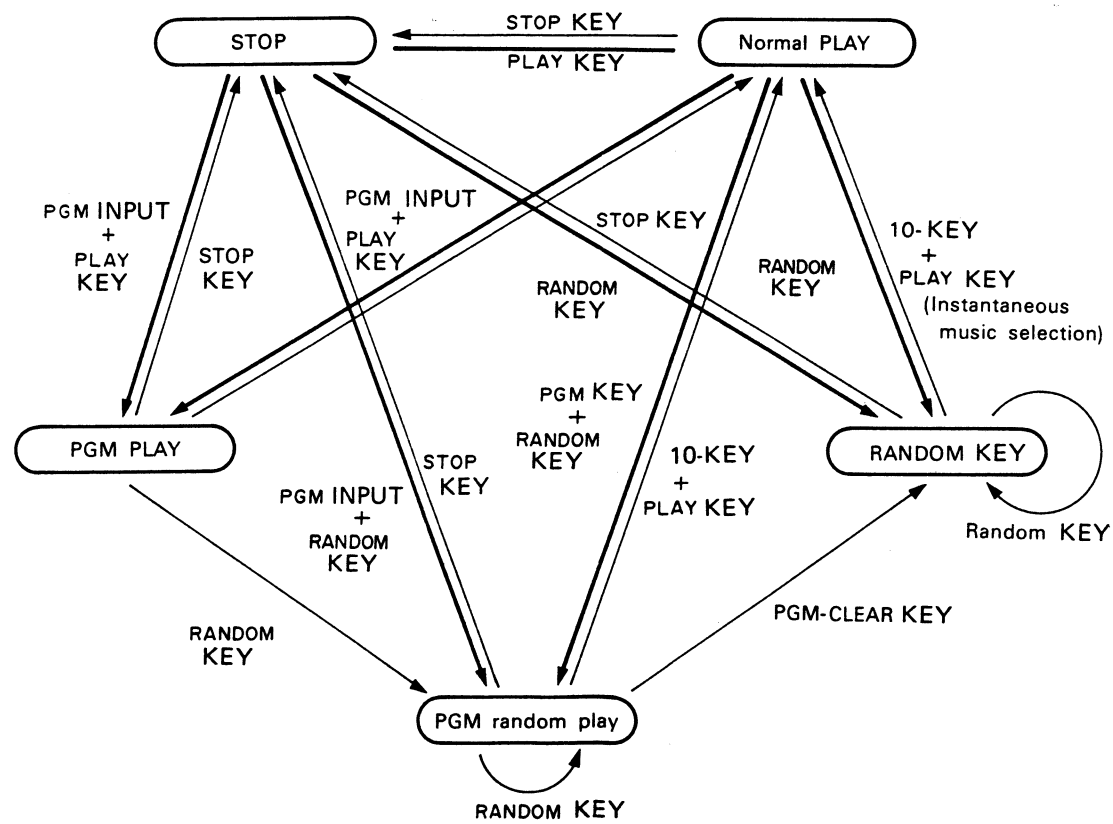 STOP
STOP KEY
PLAY KEY
Normal PLAY
PGM INPUT
+
PLAY
KEY
STOP
KEY
PGM INPUT
+
PLAY
KEY
STOP KEY
RANDOM
KEY
RANDOM
KEY
10-KEY
+
PLAY KEY
(Instantaneous
music selection)
PGM PLAY
PGM KEY
+
RANDOM
KEY
RANDOM KEY
STOP
KEY
10-KEY
+
PLAY KEY
PGM INPUT
+
RANDOM
KEY
Random KEY
RANDOM
KEY
PGM-CLEAR KEY
PGM random play
RANDOM KEY